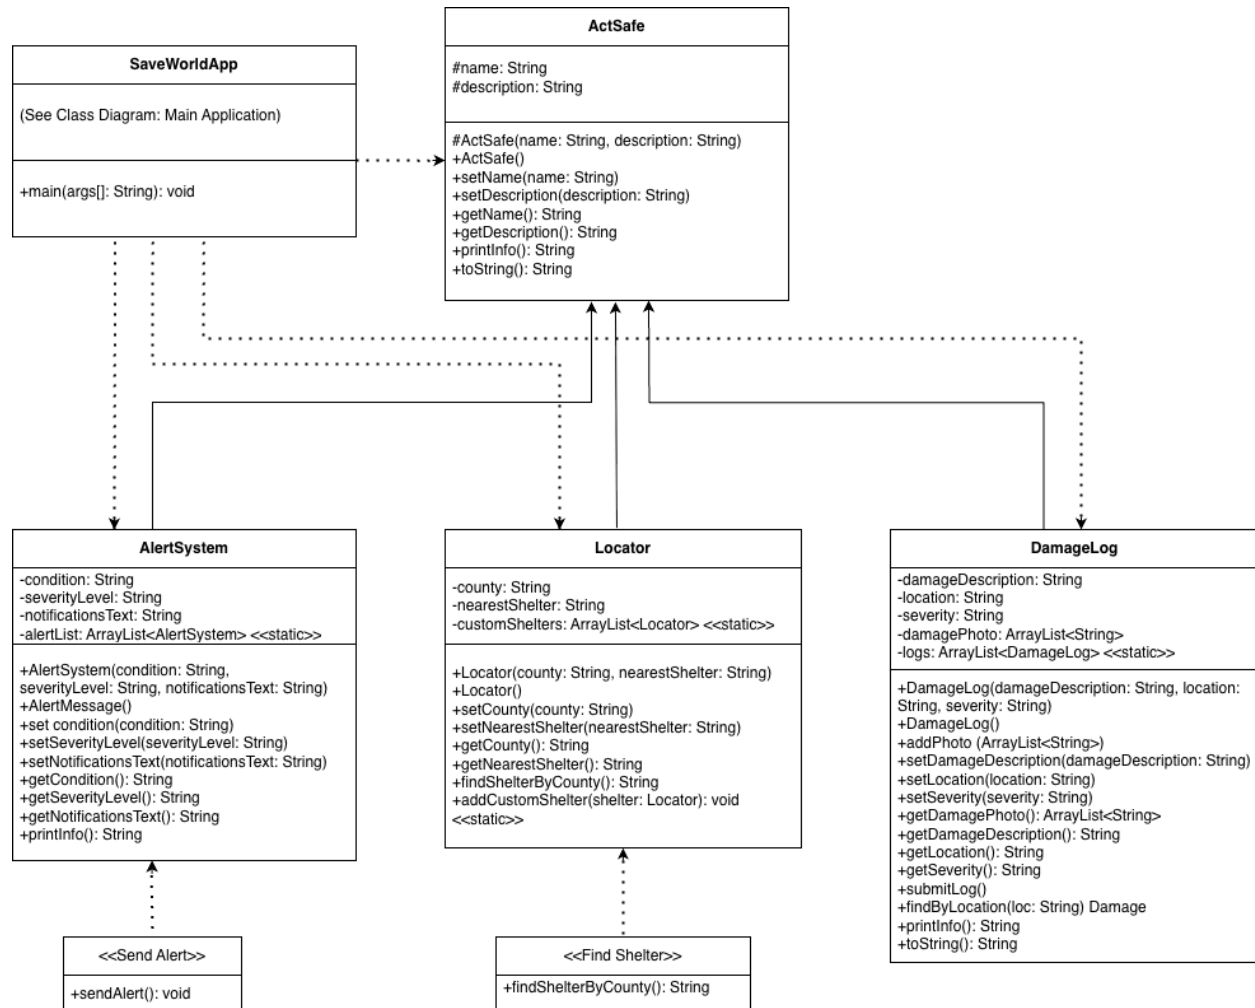 SaveWorldApp
(See Class Diagram: Main Application)
+main(args[]: String): void
ActSafe
#name: String
#description: String
#ActSafe(name: String, description: String)
+ActSafe()
+setName(name: String)
+setDescription(description: String)
+getName(): String
+getDescription(): String
+printInfo(): String
+toString(): String
AlertSystem
-condition: String
-severityLevel: String
-notificationsText: String
-alertList: ArrayList<AlertSystem> <<static>>
+AlertSystem(condition: String,
severityLevel: String, notificationsText: String)
+AlertMessage()
+set condition(condition: String)
+setSeverityLevel(severityLevel: String)
+setNotificationsText(notificationsText: String)
+getCondition(): String
+getSeverityLevel(): String
+getNotificationsText(): String
+printInfo(): String
Locator
-county: String
-nearestShelter: String
-customShelters: ArrayList<Locator> <<static>>
+Locator(county: String, nearestShelter: String)
+Locator()
+setCounty(county: String)
+setNearestShelter(nearestShelter: String)
+getCounty(): String
+getNearestShelter(): String
+findShelterByCounty(): String
+addCustomShelter(shelter: Locator): void
<<static>>
DamageLog
-damageDescription: String
-location: String
-severity: String
-damagePhoto: ArrayList<String>
-logs: ArrayList<DamageLog> <<static>>
+DamageLog(damageDescription: String, location:
String, severity: String)
+DamageLog()
+addPhoto (ArrayList<String>)
+setDamageDescription(damageDescription: String)
+setLocation(location: String)
+setSeverity(severity: String)
+getDamagePhoto(): ArrayList<String>
+getDamageDescription(): String
+getLocation(): String
+getSeverity(): String
+submitLog()
+findByLocation(loc: String) Damage
+printInfo(): String
+toString(): String
<<Send Alert>>
+sendAlert(): void
<<Find Shelter>>
+findShelterByCounty(): String